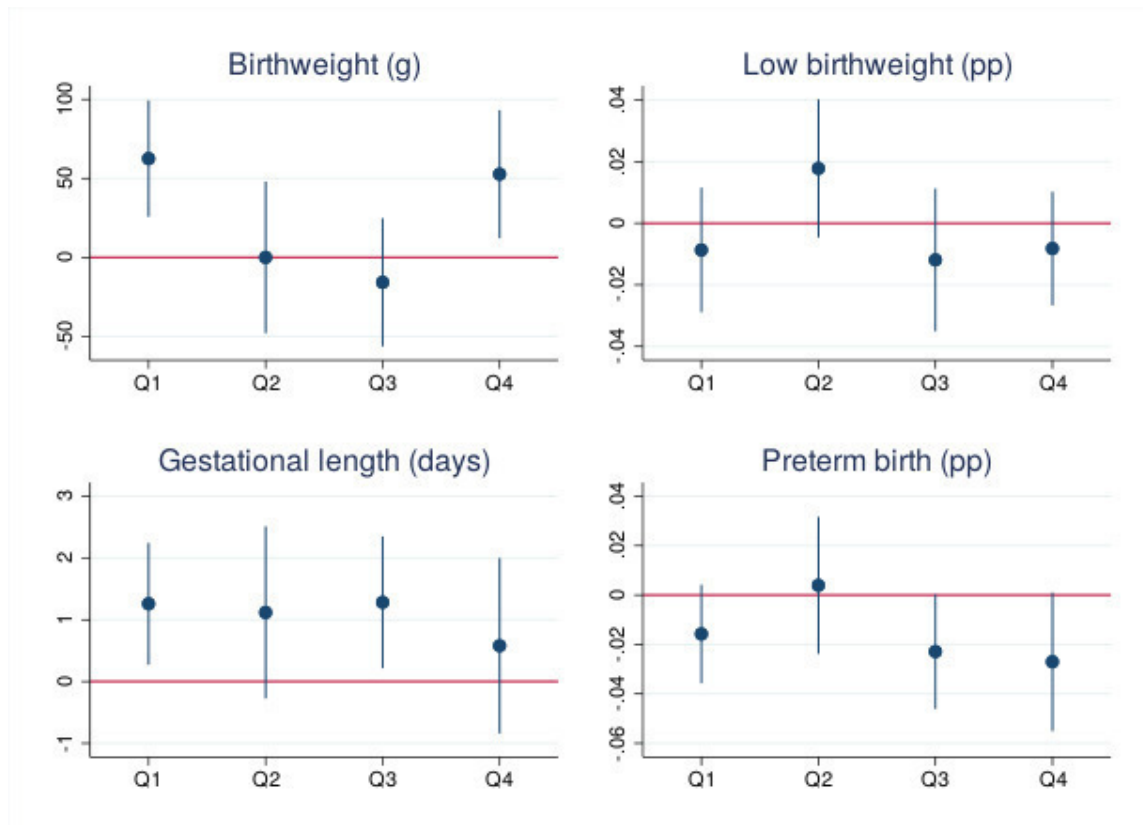 Birthweight (g)
100
50
0
-50
Q1 Q2 Q3 Q4
Low birthweight (pp)
.04
.02
0
-.02
-.04
Q1 Q2 Q3 Q4
Gestational length (days)
3
2
1
0
-1
Q1 Q2 Q3 Q4
Preterm birth (pp)
.04
.02
0
-.02
-.04
-.06
Q1 Q2 Q3 Q4